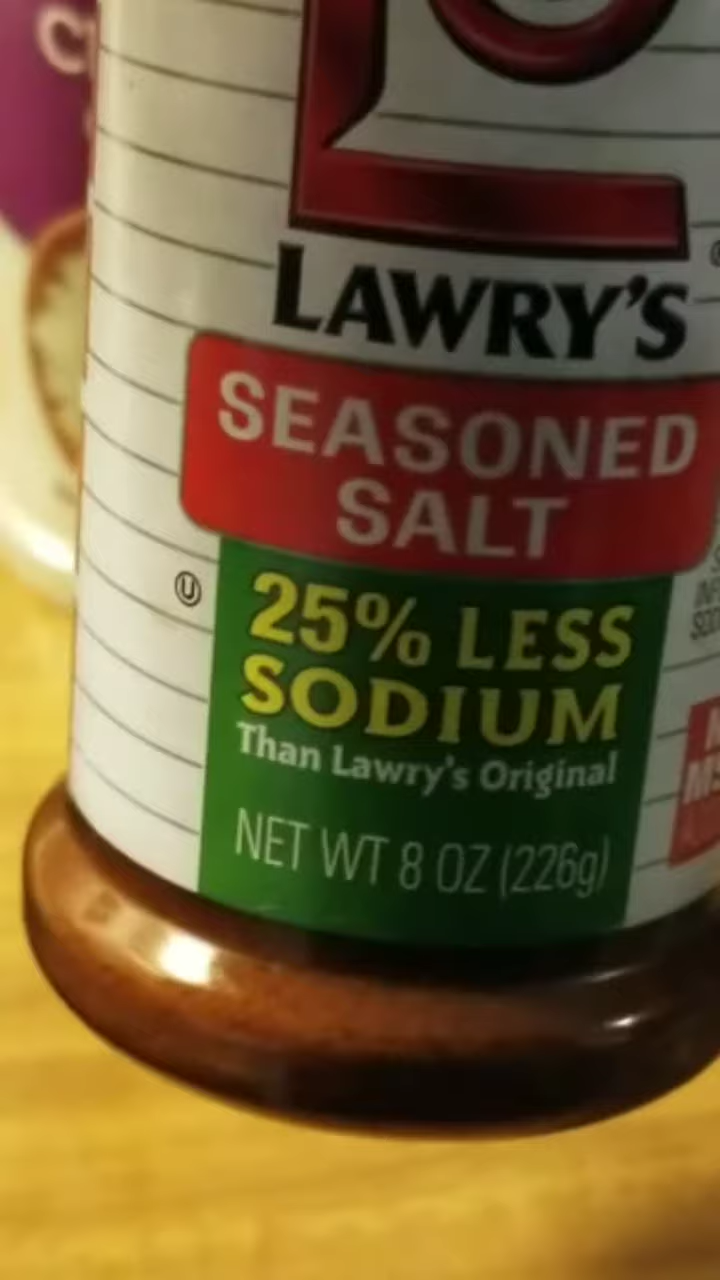 LAWRY'S
SEASONED
SALT
U
25% LESS
SODIUM
Than Lawry's Original
NET WT 8 OZ (226g)